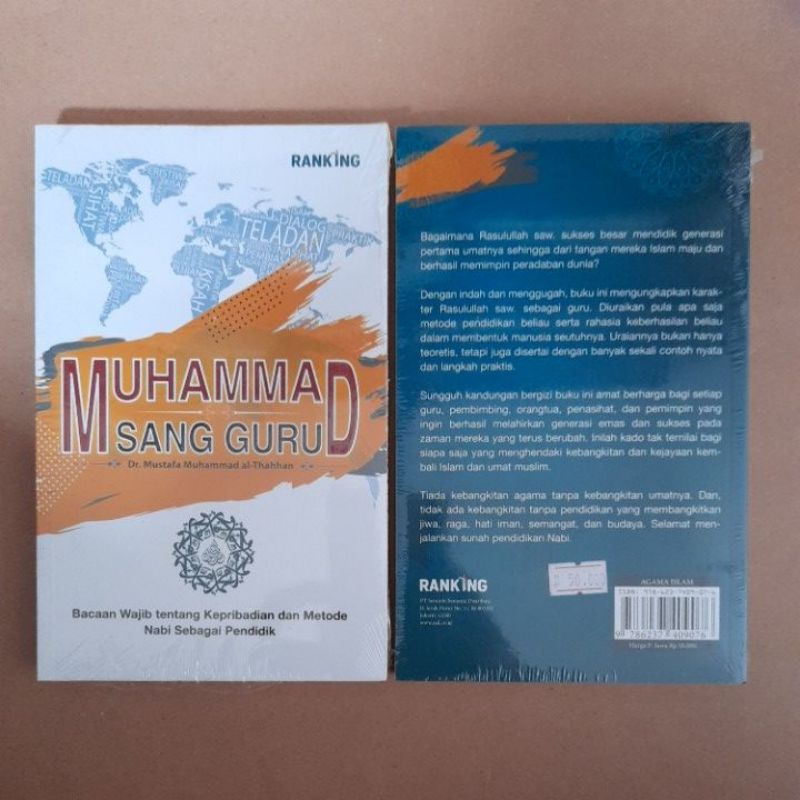 RANKING
TELADAN
SIHAT
DIALOG
TELADAN
KISAH
MUHAMMAD
SANG GURU
Dr. Mustafa Muhammad al-Thahhan
Bacaan Wajib tentang Kepribadian dan Metode
Nabi Sebagai Pendidik
Bagaimana Rasulullah saw. sukses besar mendidik generasi
pertama umatnya sehingga dari tangan mereka Islam maju dan
berhasil memimpin peradaban dunia?
Dengan indah dan menggugah, buku ini mengungkapkan karak-
ter Rasulullah saw. sebagai guru. Diuraikan pula apa saja
metode pendidikan beliau serta rahasia keberhasilan beliau
dalam membentuk manusia seutuhnya. Uraiannya bukan hanya
teoretis, tetapi juga disertai dengan banyak sekali contoh nyata
dan langkah praktis.
Sungguh kandungan bergizi buku ini amat berharga bagi setiap
guru, pembimbing, orangtua, penasihat, dan pemimpin yang
ingin berhasil melahirkan generasi emas dan sukses pada
zaman mereka yang terus berubah. Inilah kado tak ternilai bagi
siapa saja yang menghendaki kebangkitan dan kejayaan kem-
bali Islam dan umat muslim.
Tiada kebangkitan agama tanpa kebangkitan umatnya. Dan,
tidak ada kebangkitan tanpa pendidikan yang membangkitkan
jiwa, raga, hati iman, semangat, dan budaya. Selamat men-
jalankan sunah pendidikan Nabi.
RANKING
50.000
AGAMA ISLAM
9 786237 409076